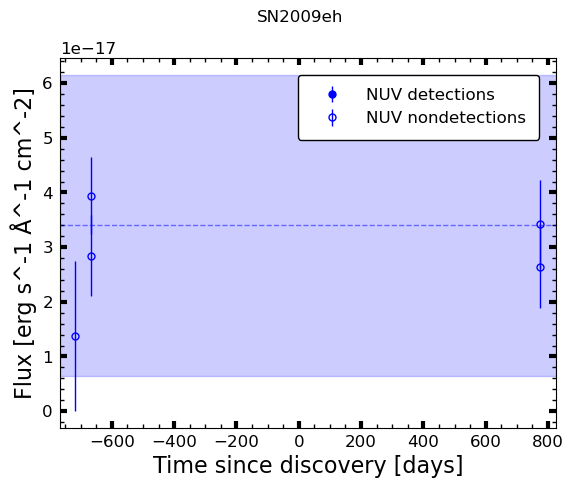 SN2009eh
1e−17
NUV detections
NUV nondetections
6
5
4
3
2
1
0
Flux [erg s^-1 Å^-1 cm^-2]
−600 −400 −200 0 200 400 600 800
Time since discovery [days]